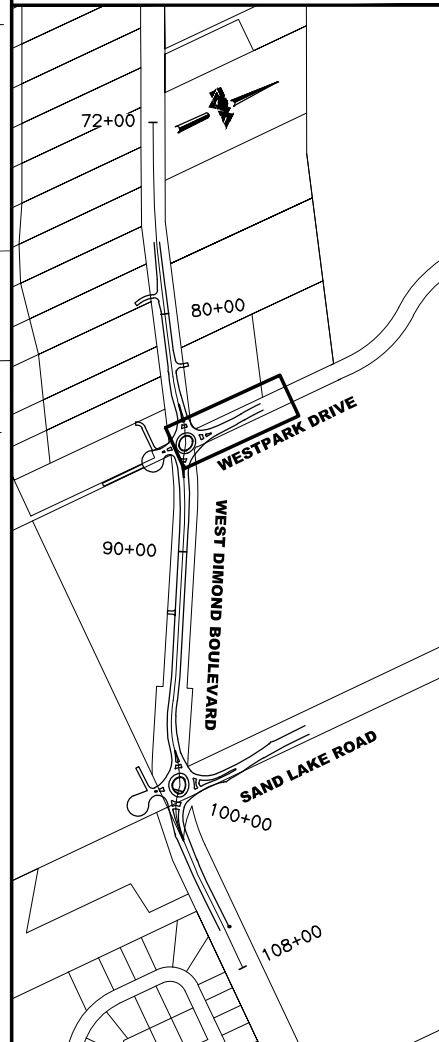 72+00
80+00
WESTPARK DRIVE
WEST DIMOND BOULEVARD
90+00
SAND LAKE ROAD
100+00
108+00